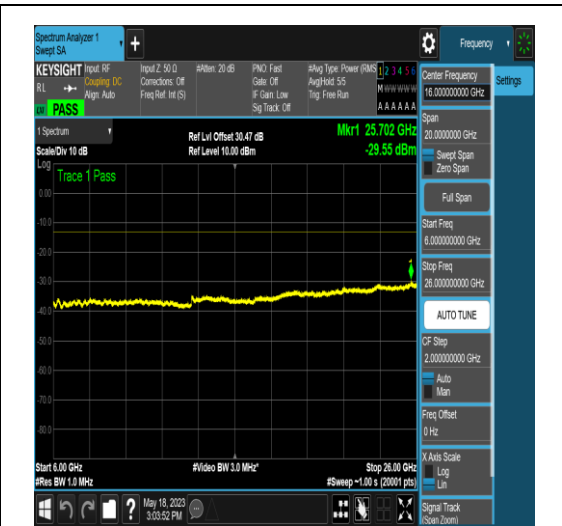 Spectrum Analyzer 1
Swept SA
+
Frequency
KEYSIGHT
Input: RF
Coupling: DC
Align: Auto
RL
PASS
Input Z: 50 Ω
Corrections: Off
Freq Ref: Int (S)
#Atten: 20 dB
PNO: Fast
Gate: Off
IF Gain: Low
Sig Track: Off
#Avg Type: Power (RMS
Avg|Hold: 5/5
Trig: Free Run
1 2 3 4 5 6
M W W W W W
A A A A A A
Center Frequency
16.000000000 GHz
Settings
1 Spectrum
Scale/Div 10 dB
Ref Lvl Offset 30.47 dB
Ref Level 10.00 dBm
Mkr1 25.702 GHz
-29.55 dBm
Log
Trace 1 Pass
0.00
-10.0
-20.0
-30.0
-40.0
-50.0
-60.0
-70.0
-80.0
1
Span
20.0000000 GHz
Swept Span
Zero Span
Full Span
Start Freq
6.000000000 GHz
Stop Freq
26.000000000 GHz
AUTO TUNE
CF Step
2.000000000 GHz
Auto
Man
Freq Offset
0 Hz
X Axis Scale
Log
Lin
Signal Track
(Span Zoom)
Start 6.00 GHz
#Res BW 1.0 MHz
#Video BW 3.0 MHz*
Stop 26.00 GHz
#Sweep ~1.00 s (20001 pts)
?
May 18, 2023
3:03:52 PM